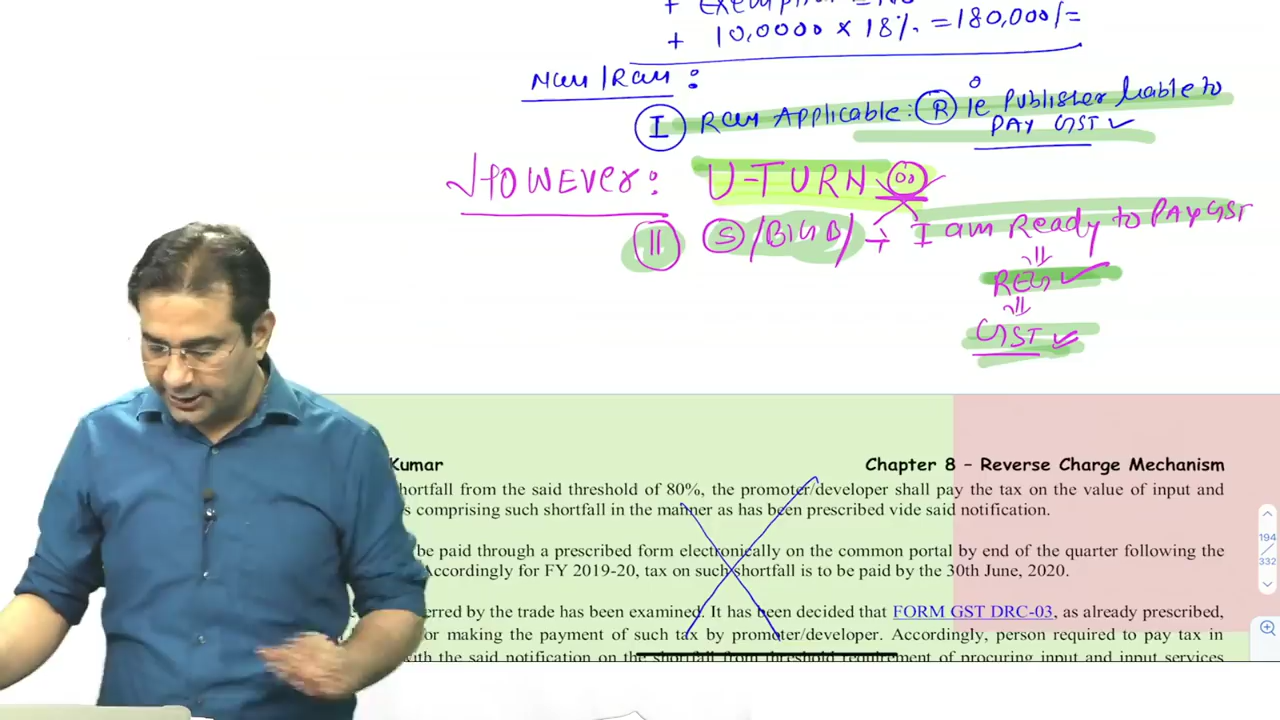 + Exemption = No
+ 10,0000 × 18% = 180,000/=
NCM/RCM :
I RCM Applicable: R ie Publisher Liable to
PAY GST ✓
HOWEVER: U-TURN
II S/BIG B/ + I am Ready to PAY GST
REG ✓
GST ✓
Kumar Chapter 8 – Reverse Charge Mechanism
hortfall from the said threshold of 80%, the promoter/developer shall pay the tax on the value of input and
s comprising such shortfall in the manner as has been prescribed vide said notification.
be paid through a prescribed form electronically on the common portal by end of the quarter following the
Accordingly for FY 2019-20, tax on such shortfall is to be paid by the 30th June, 2020.
erred by the trade has been examined. It has been decided that FORM GST DRC-03, as already prescribed,
or making the payment of such tax by promoter/developer. Accordingly, person required to pay tax in
with the said notification on the shortfall from threshold requirement of procuring input and input services
194
/
332